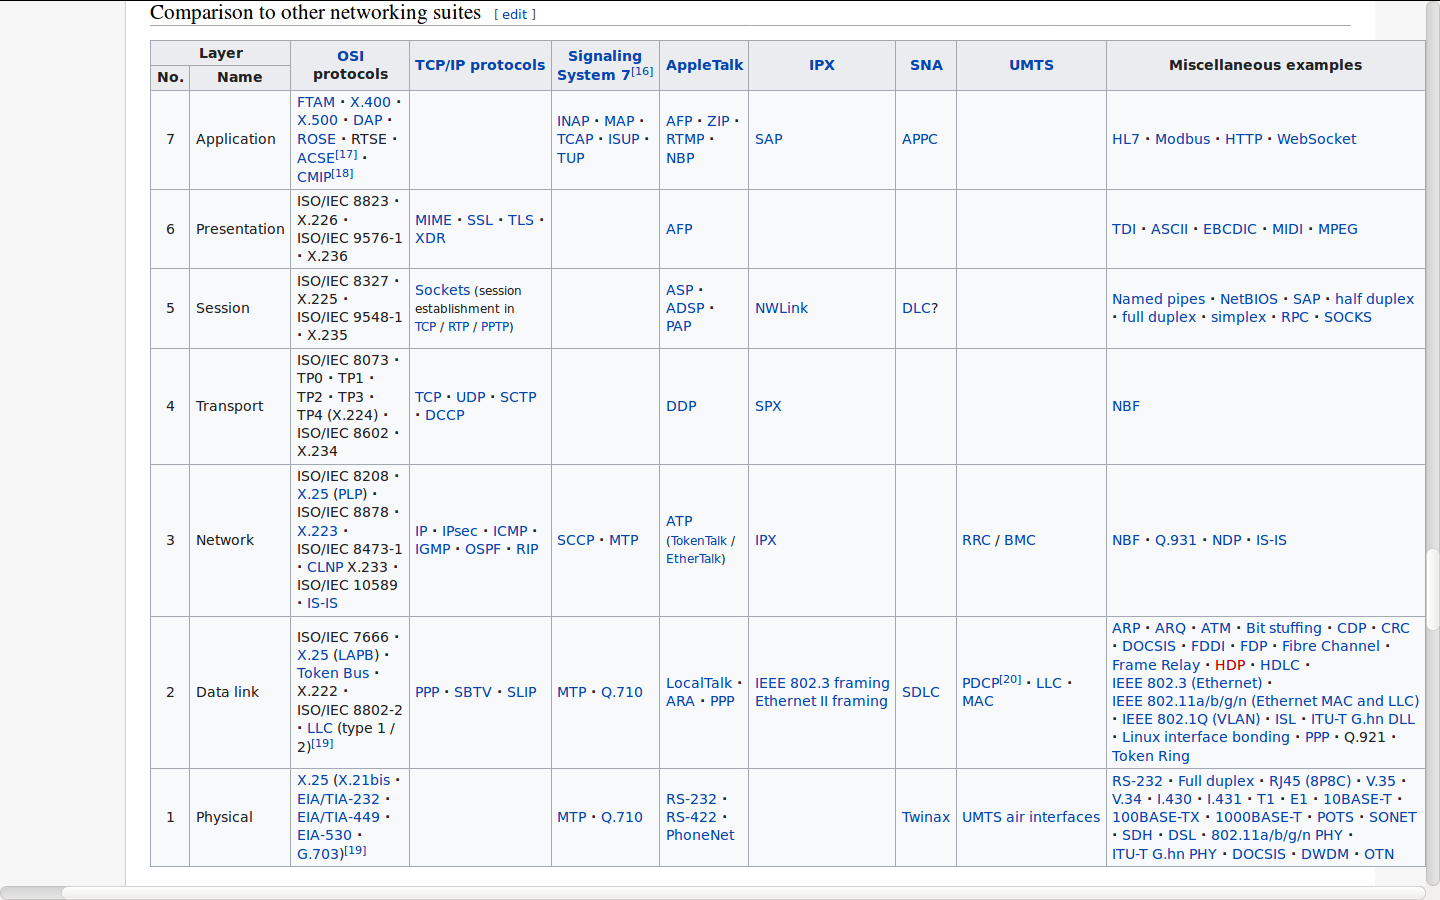 Comparison to other networking suites [ edit ]
Layer
No. Name
OSI
protocols
TCP/IP protocols
Signaling
System 7[16]
AppleTalk
IPX
SNA
UMTS
Miscellaneous examples
7
Application
FTAM · X.400 ·
X.500 · DAP ·
ROSE · RTSE ·
ACSE[17] ·
CMIP[18]
INAP · MAP ·
TCAP · ISUP ·
TUP
AFP · ZIP ·
RTMP ·
NBP
SAP
APPC
HL7 · Modbus · HTTP · WebSocket
6
Presentation
ISO/IEC 8823 ·
X.226 ·
ISO/IEC 9576-1
· X.236
MIME · SSL · TLS ·
XDR
AFP
TDI · ASCII · EBCDIC · MIDI · MPEG
5
Session
ISO/IEC 8327 ·
X.225 ·
ISO/IEC 9548-1
· X.235
Sockets (session
establishment in
TCP / RTP / PPTP)
ASP ·
ADSP ·
PAP
NWLink
DLC?
Named pipes · NetBIOS · SAP · half duplex
· full duplex · simplex · RPC · SOCKS
4
Transport
ISO/IEC 8073 ·
TP0 · TP1 ·
TP2 · TP3 ·
TP4 (X.224) ·
ISO/IEC 8602 ·
X.234
TCP · UDP · SCTP
· DCCP
DDP
SPX
NBF
3
Network
ISO/IEC 8208 ·
X.25 (PLP) ·
ISO/IEC 8878 ·
X.223 ·
ISO/IEC 8473-1
· CLNP X.233 ·
ISO/IEC 10589
· IS-IS
IP · IPsec · ICMP ·
IGMP · OSPF · RIP
SCCP · MTP
ATP
(TokenTalk /
EtherTalk)
IPX
RRC / BMC
NBF · Q.931 · NDP · IS-IS
2
Data link
ISO/IEC 7666 ·
X.25 (LAPB) ·
Token Bus ·
X.222 ·
ISO/IEC 8802-2
· LLC (type 1 /
2)[19]
PPP · SBTV · SLIP
MTP · Q.710
LocalTalk ·
ARA · PPP
IEEE 802.3 framing
Ethernet II framing
SDLC
PDCP[20] · LLC ·
MAC
ARP · ARQ · ATM · Bit stuffing · CDP · CRC
· DOCSIS · FDDI · FDP · Fibre Channel ·
Frame Relay · HDP · HDLC ·
IEEE 802.3 (Ethernet) ·
IEEE 802.11a/b/g/n (Ethernet MAC and LLC)
· IEEE 802.1Q (VLAN) · ISL · ITU-T G.hn DLL
· Linux interface bonding · PPP · Q.921 ·
Token Ring
1
Physical
X.25 (X.21bis ·
EIA/TIA-232 ·
EIA/TIA-449 ·
EIA-530 ·
G.703)[19]
MTP · Q.710
RS-232 ·
RS-422 ·
PhoneNet
Twinax
UMTS air interfaces
RS-232 · Full duplex · RJ45 (8P8C) · V.35 ·
V.34 · I.430 · I.431 · T1 · E1 · 10BASE-T ·
100BASE-TX · 1000BASE-T · POTS · SONET
· SDH · DSL · 802.11a/b/g/n PHY ·
ITU-T G.hn PHY · DOCSIS · DWDM · OTN